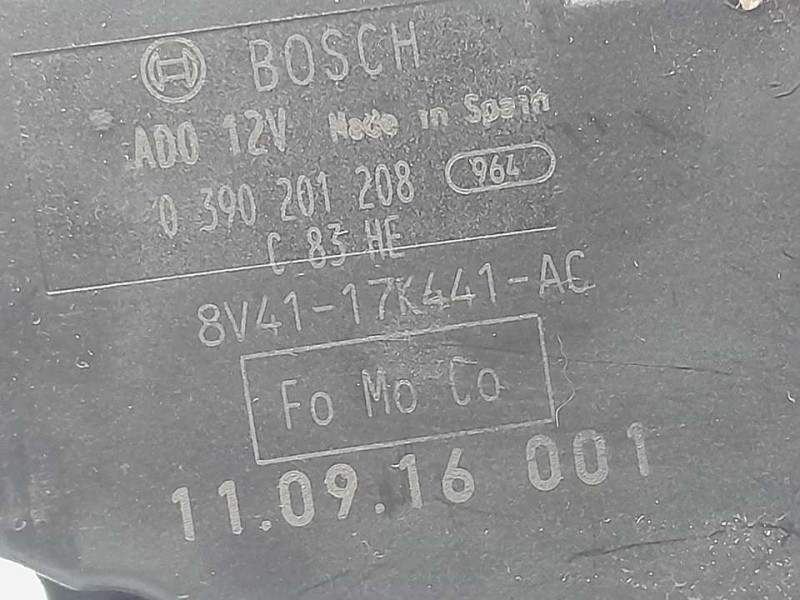 BOSCH
ADO 12V Made in Spain
0 390 201 208 964
C 83 HE
8V41-17K441-AC
Fo Mo Co
11.09.16 001